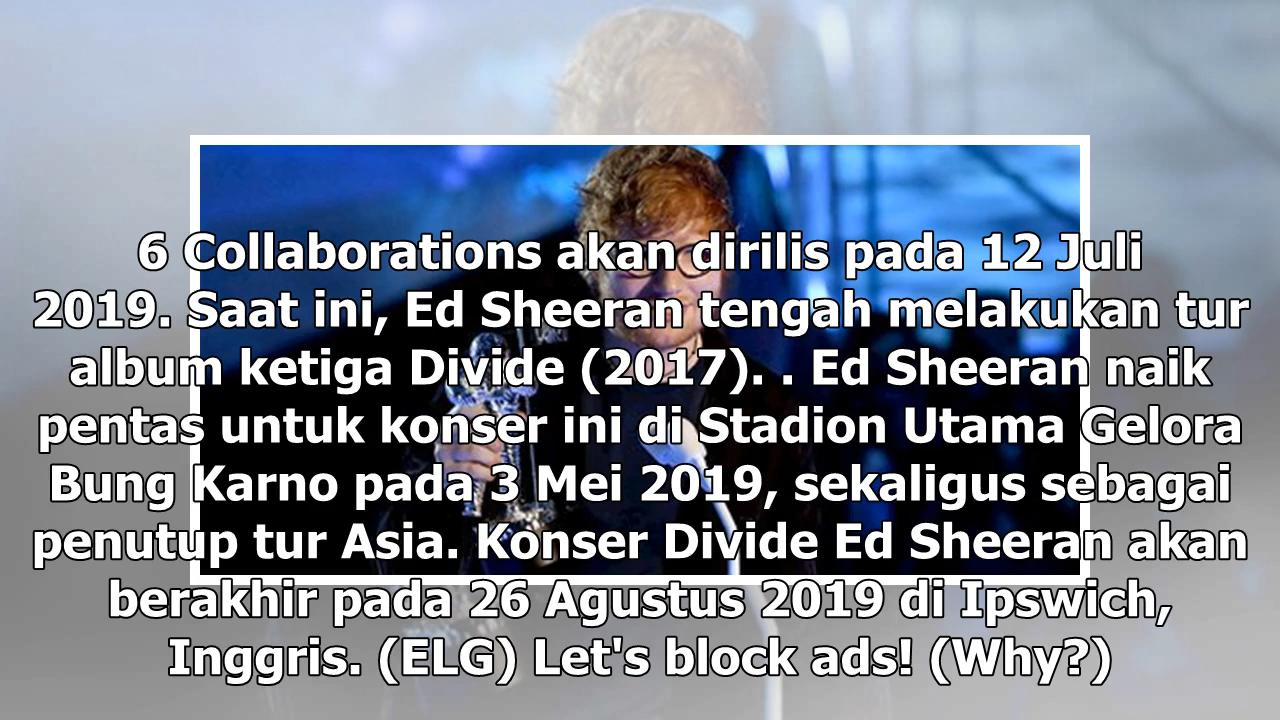 6 Collaborations akan dirilis pada 12 Juli
2019. Saat ini, Ed Sheeran tengah melakukan tur
album ketiga Divide (2017). . Ed Sheeran naik
pentas untuk konser ini di Stadion Utama Gelora
Bung Karno pada 3 Mei 2019, sekaligus sebagai
penutup tur Asia. Konser Divide Ed Sheeran akan
berakhir pada 26 Agustus 2019 di Ipswich,
Inggris. (ELG) Let's block ads! (Why?)